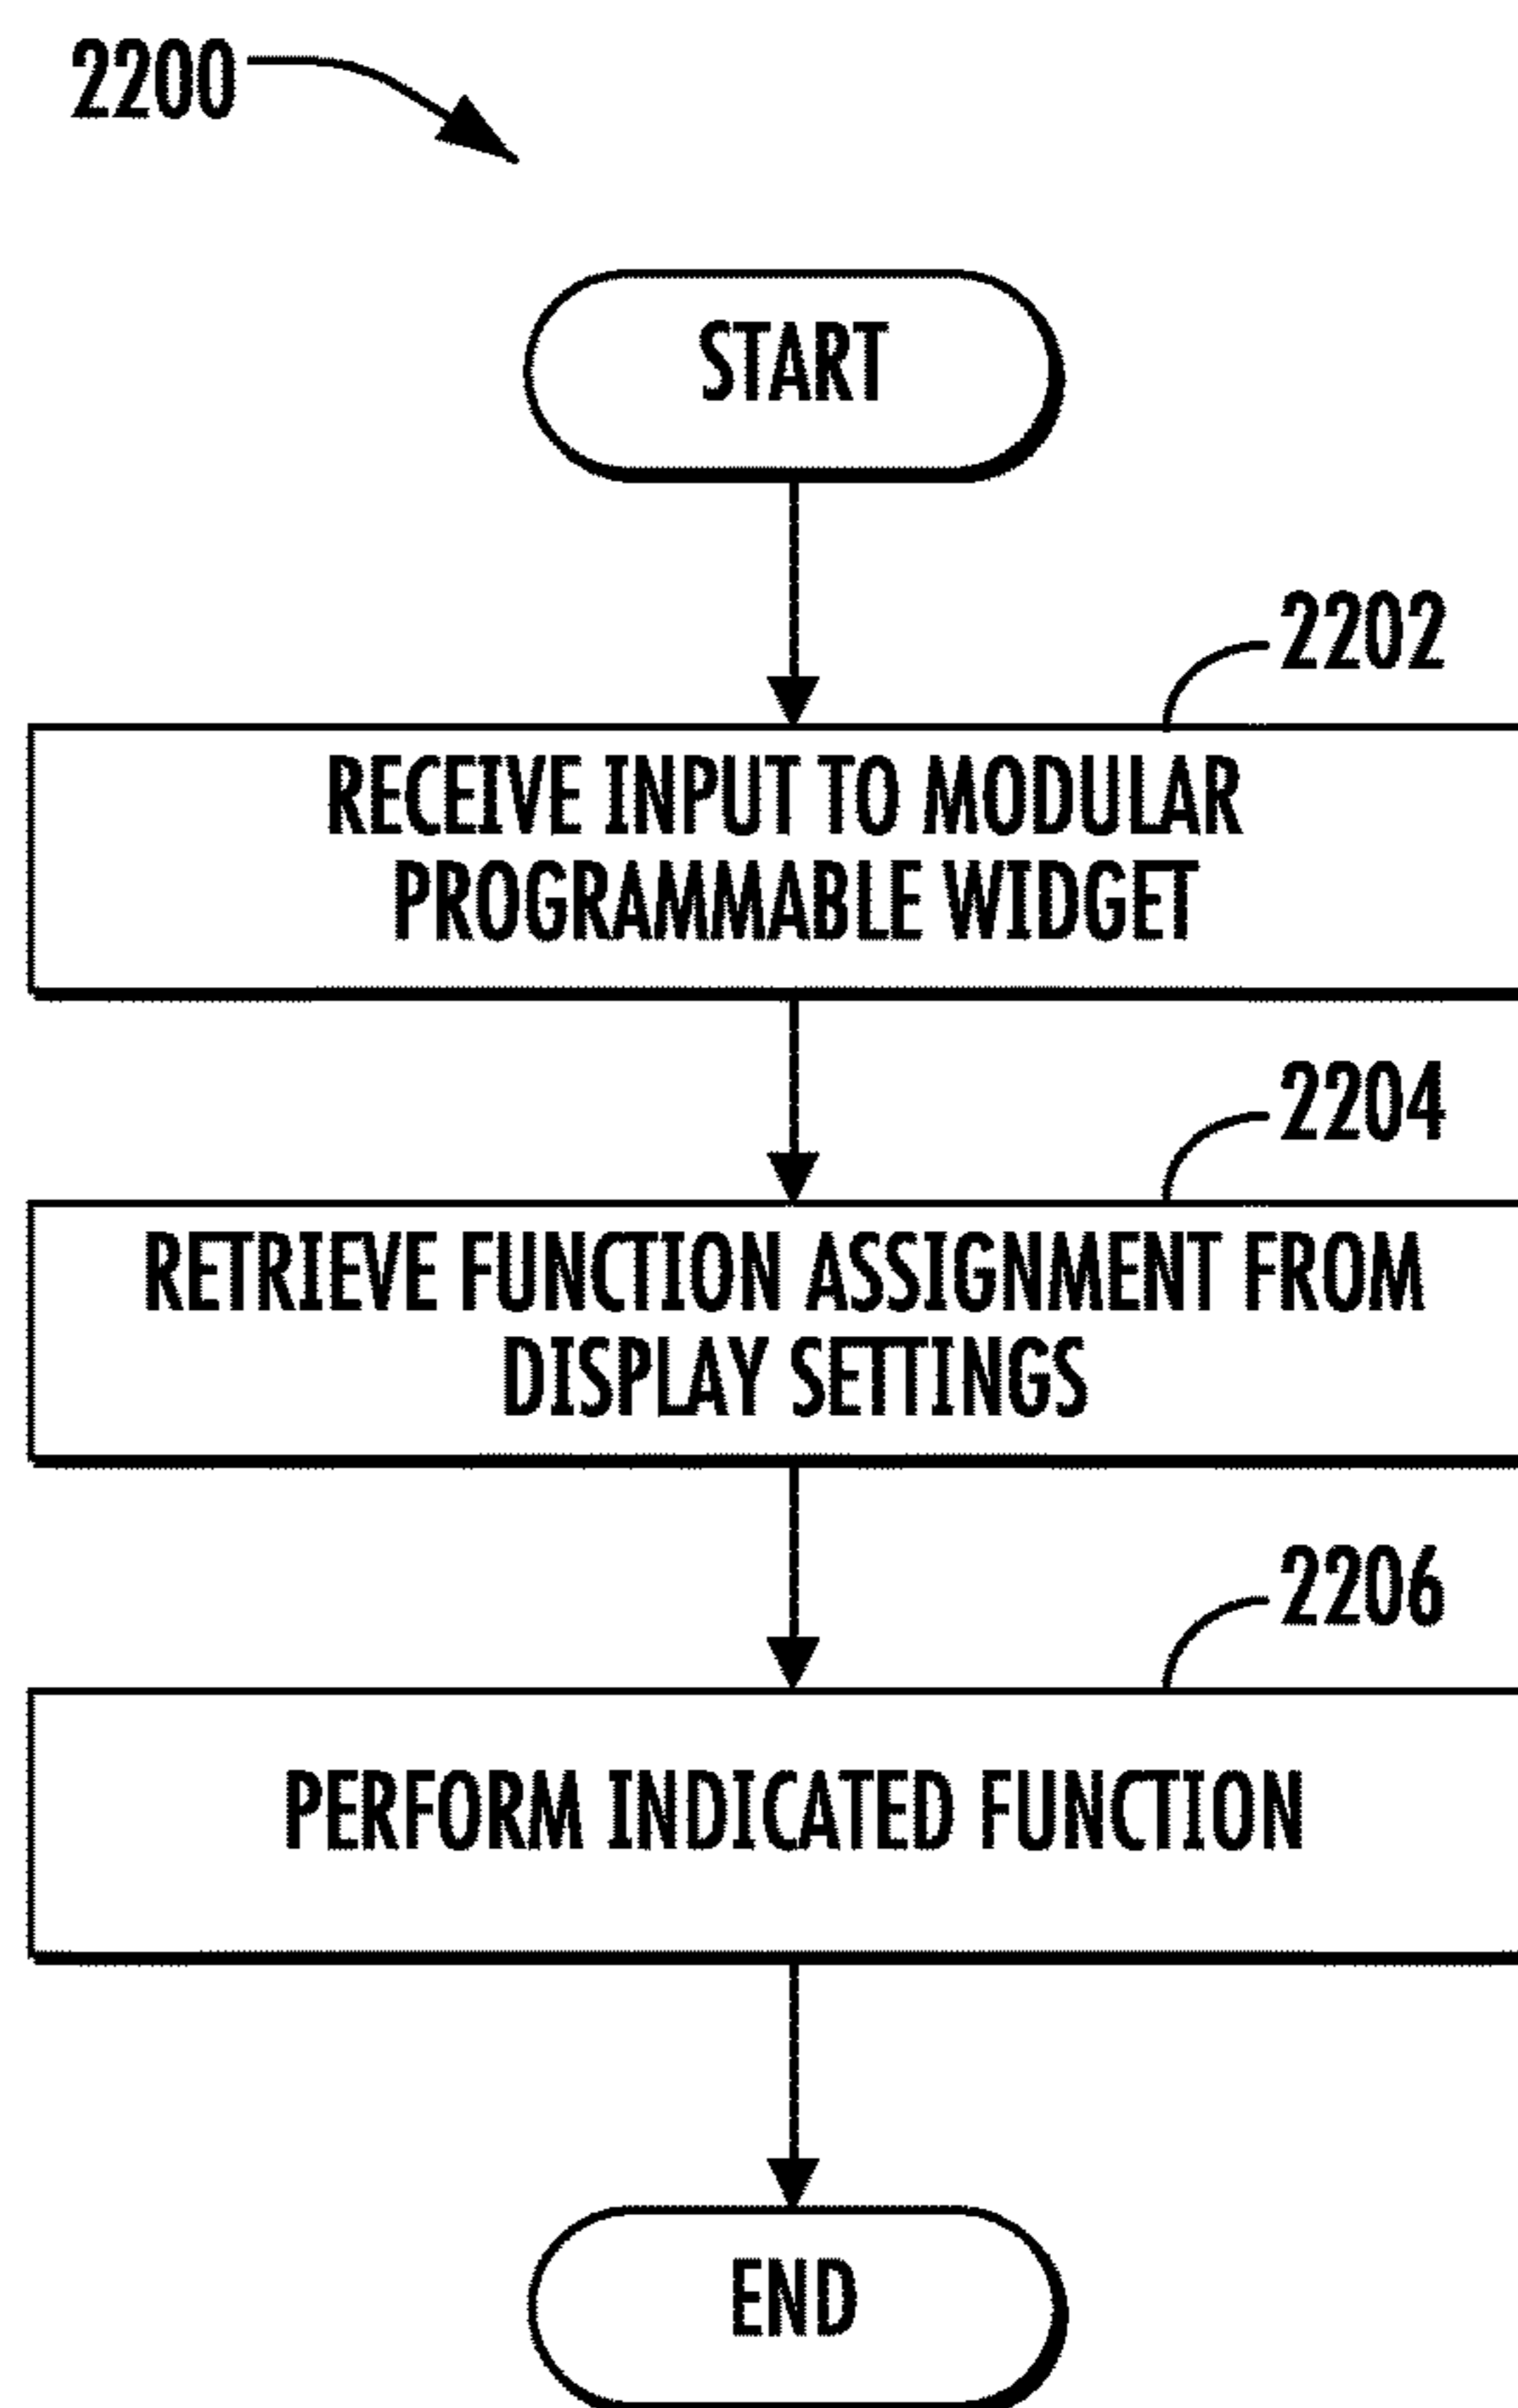 2200
START
2202
RECEIVE INPUT TO MODULAR
PROGRAMMABLE WIDGET
2204
RETRIEVE FUNCTION ASSIGNMENT FROM
DISPLAY SETTINGS
2206
PERFORM INDICATED FUNCTION
END